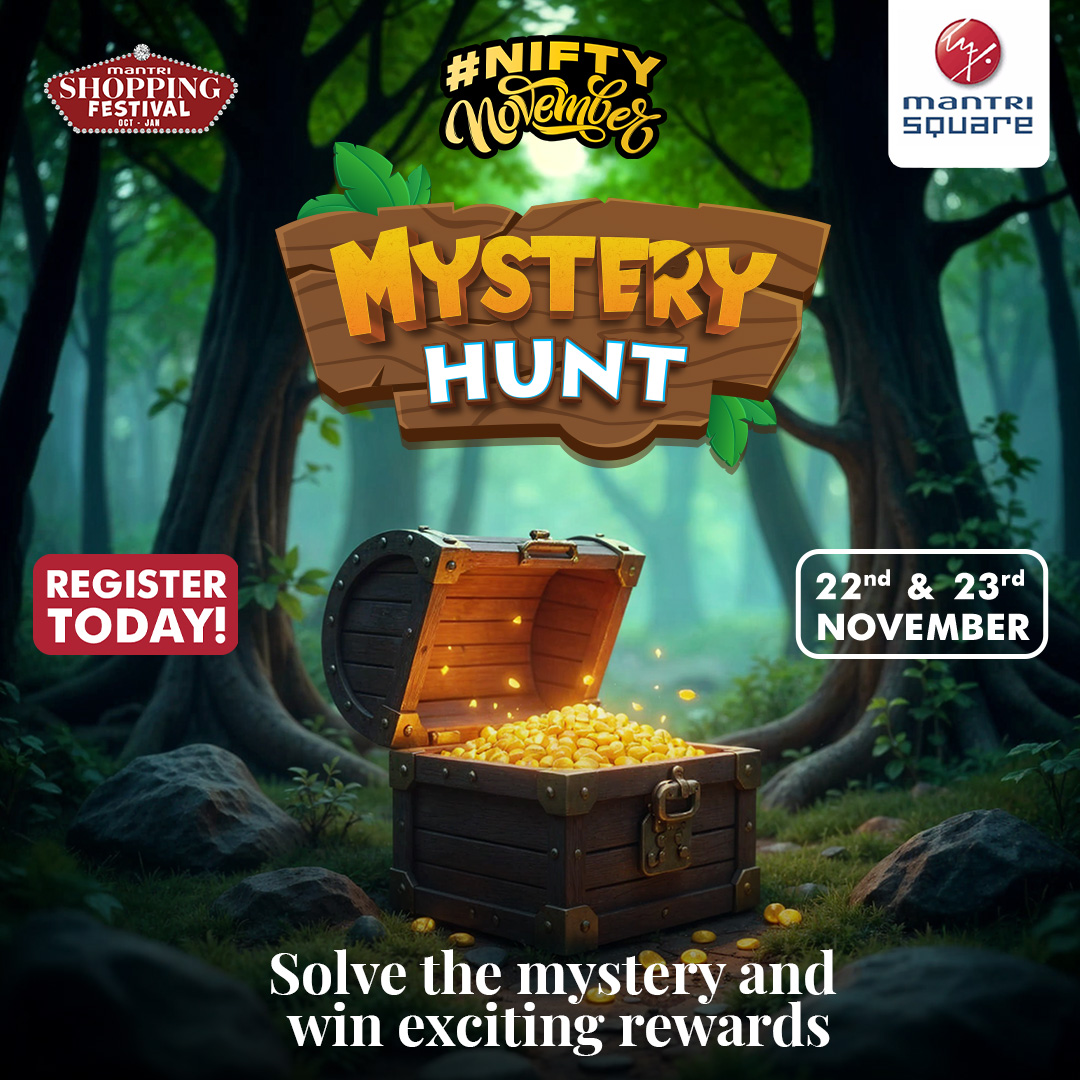 mantri
SHOPPING
FESTIVAL
OCT - JAN
#NIFTY
November
mantri
square
MYSTERY
HUNT
REGISTER
TODAY!
22nd & 23rd
NOVEMBER
Solve the mystery and
win exciting rewards